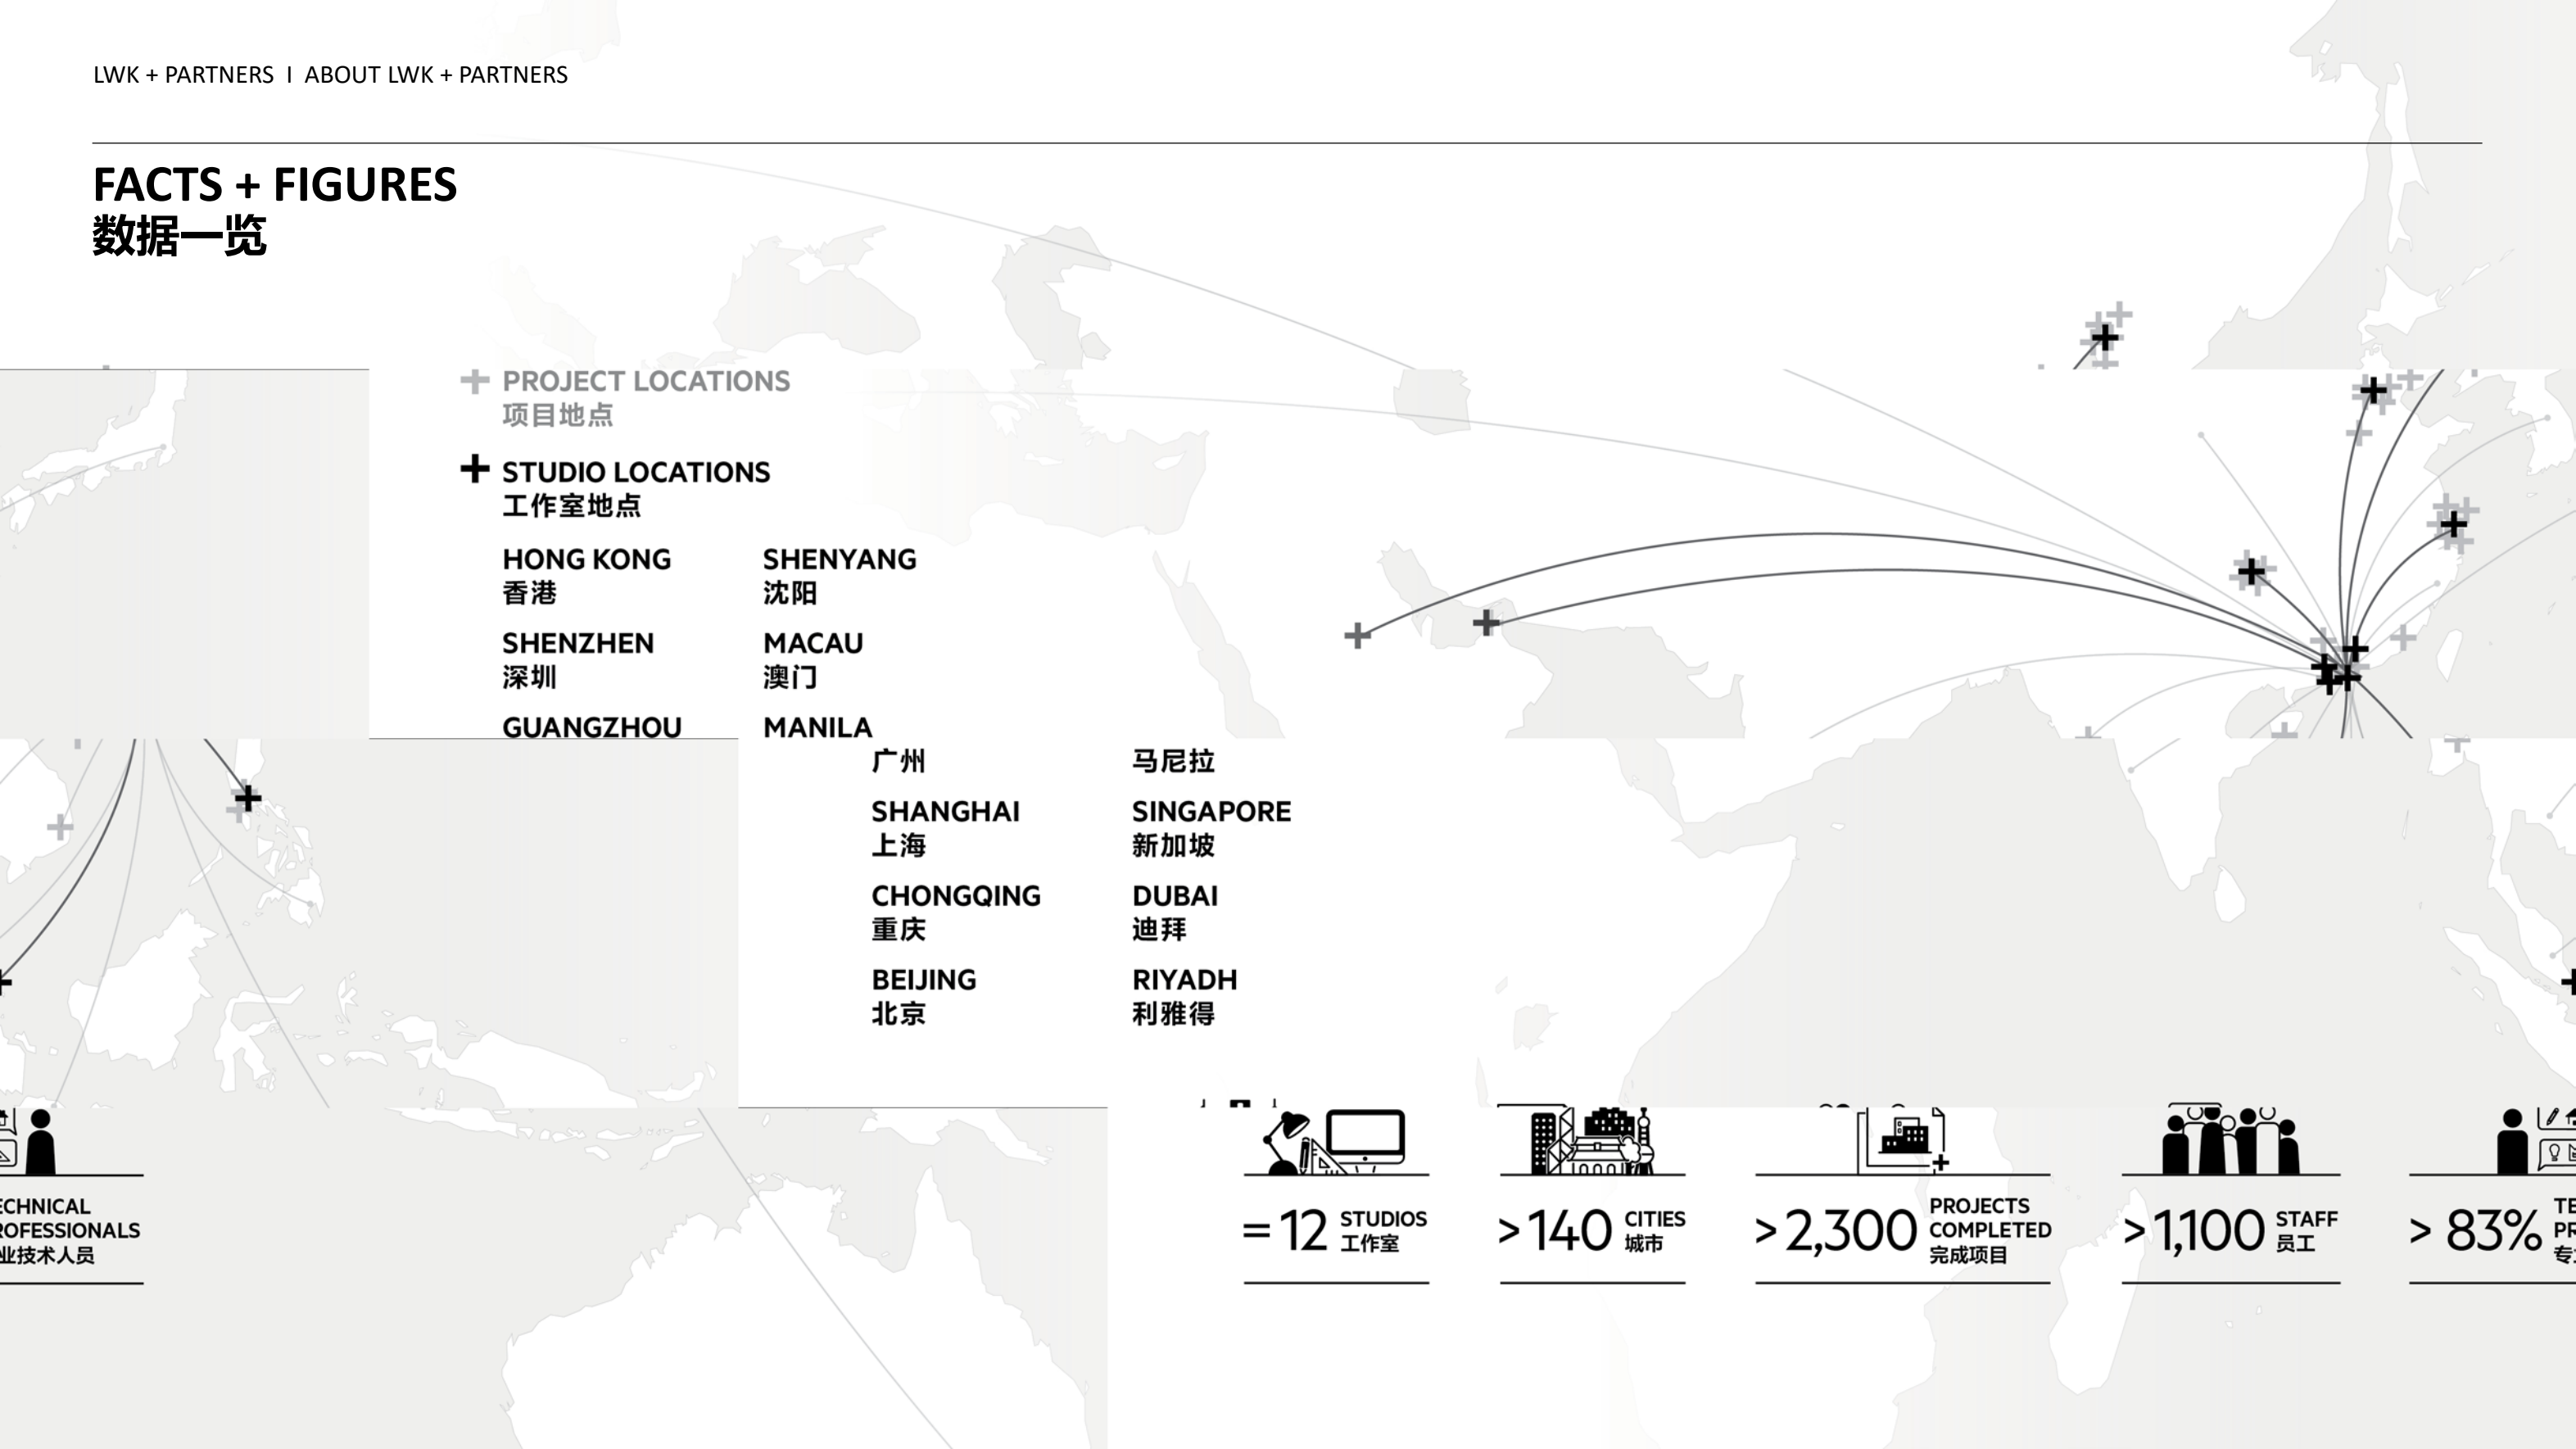 LWK + PARTNERS I ABOUT LWK + PARTNERS
FACTS + FIGURES
数据一览
PROJECT LOCATIONS
项目地点
STUDIO LOCATIONS
工作室地点
HONG KONG
香港
SHENZHEN
深圳
GUANGZHOU
SHENYANG
沈阳
MACAU
澳门
MANILA
广州
SHANGHAI
上海
CHONGQING
重庆
BEIJING
北京
马尼拉
SINGAPORE
新加坡
DUBAI
迪拜
RIYADH
利雅得
ECHNICAL
ROFESSIONALS
业技术人员
=12 STUDIOS
工作室
>140 CITIES
城市
>2,300 PROJECTS
COMPLETED
完成项目
>1,100 STAFF
员工
> 83% TE
PR
专